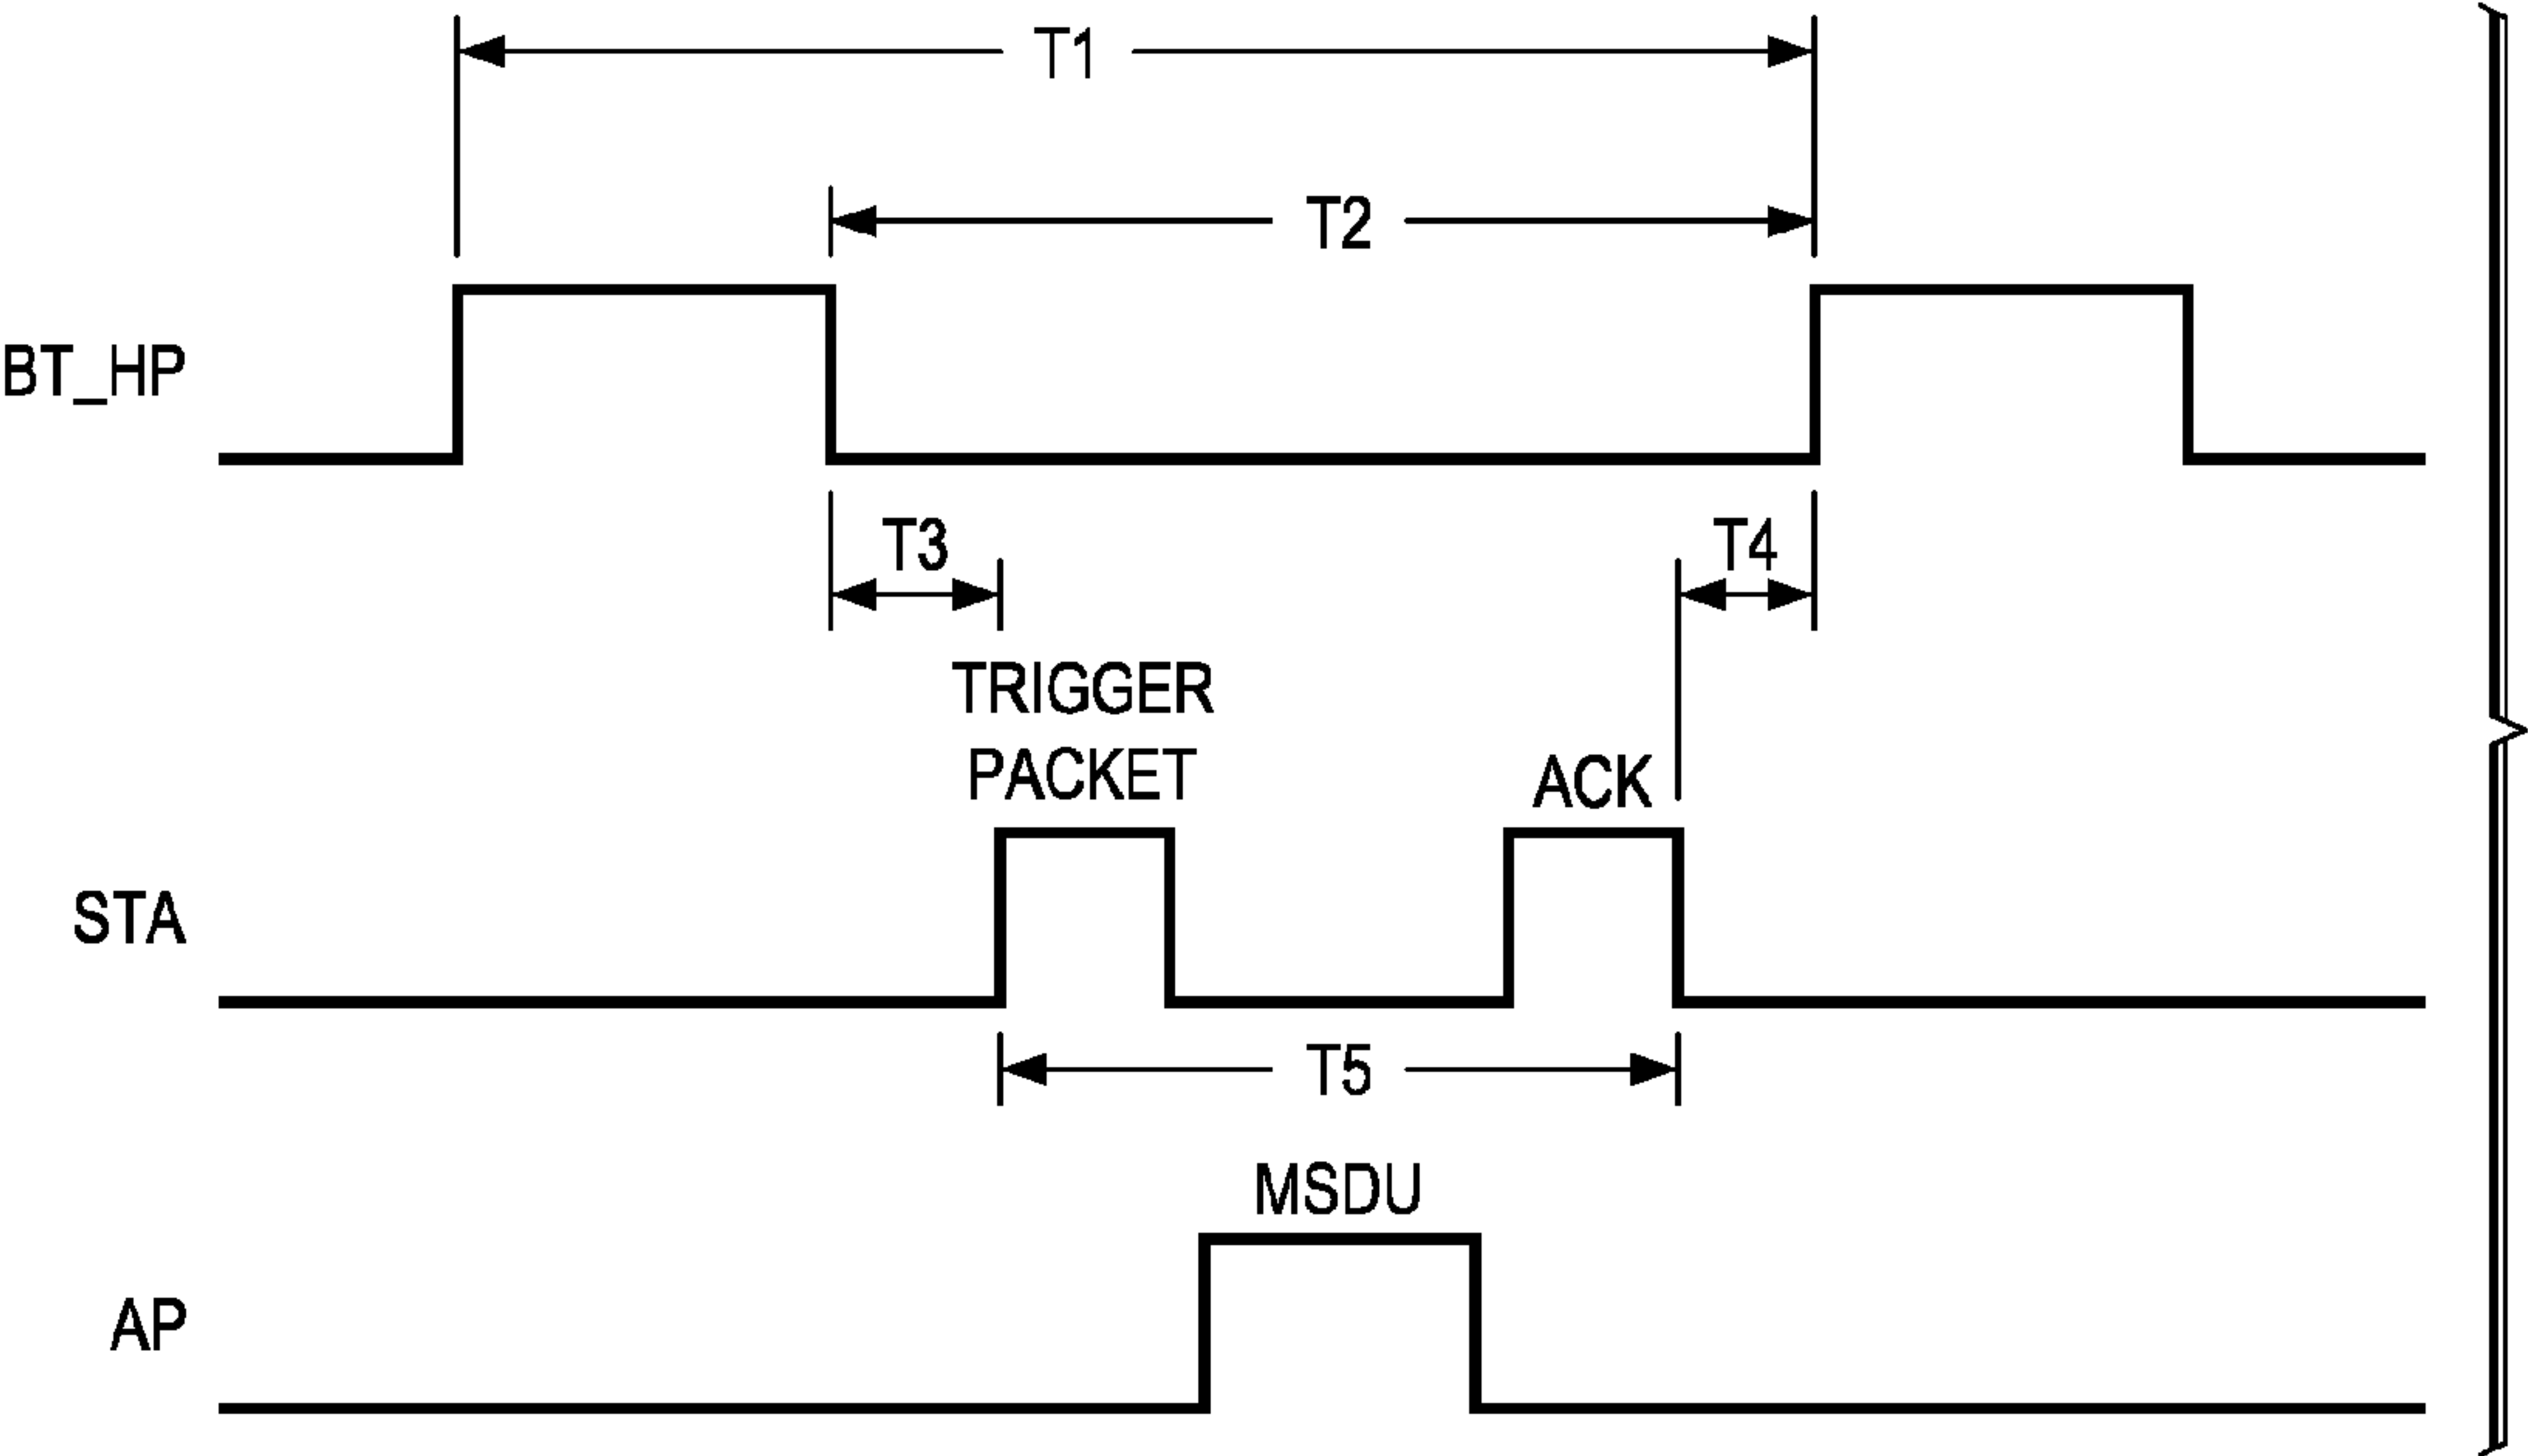 T1
T2
BT_HP
T3
T4
TRIGGER
PACKET
ACK
STA
T5
MSDU
AP